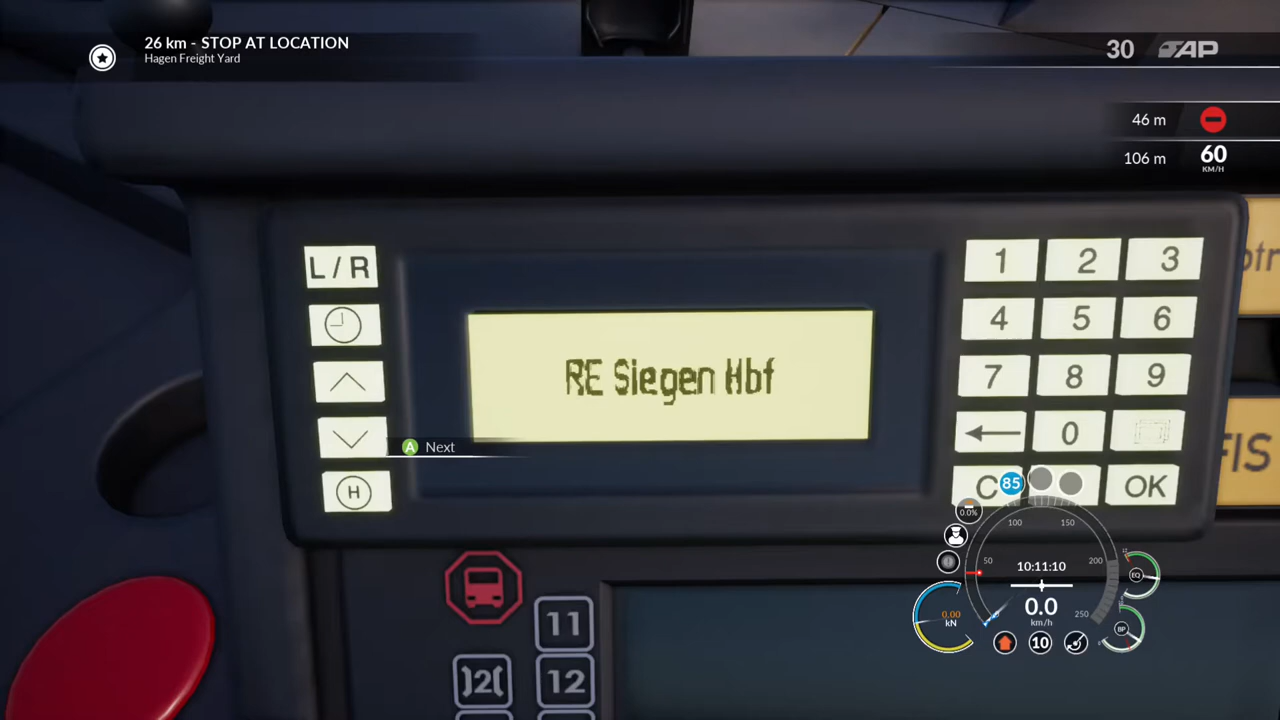 26 km - STOP AT LOCATION
Hagen Freight Yard
30 AP
46 m
106 m 60
KM/H
L / R
1 2 3
4 5 6
7 8 9
0
C OK
H
RE Siegen Hbf
A Next
otr
FIS
85
0.0%
50 100 150 200 250
10:11:10
0.0
km/h
0.00
kN
10
EQ
BP
11
12
)2(